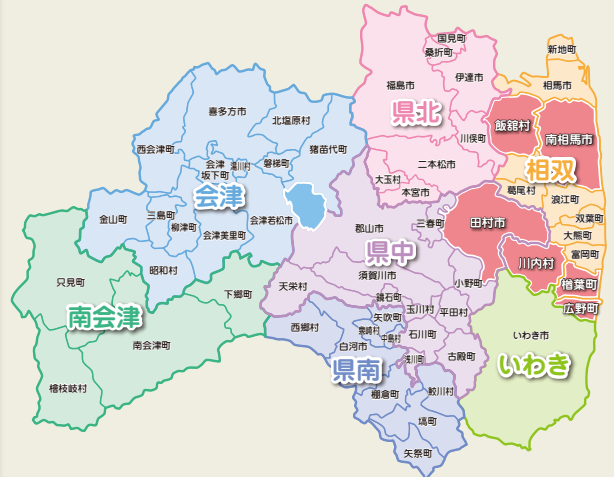 国見町
桑折町
新地町
福島市
伊達市
相馬市
県北
喜多方市
北塩原村
飯舘村
南相馬市
川俣町
西会津町
猪苗代町
会津
坂下町
湯川村
磐梯町
二本松市
大玉村
本宮市
相双
葛尾村
浪江町
会津
金山町
三島町
柳津町
会津若松市
会津美里町
郡山市
三春町
田村市
双葉町
大熊町
富岡町
県中
昭和村
須賀川市
川内村
只見町
下郷町
天栄村
鏡石町
小野町
楢葉町
広野町
南会津
玉川村
平田村
矢吹町
西郷村
泉崎村
中島村
石川町
いわき市
南会津町
白河市
浅川町
古殿町
いわき
県南
檜枝岐村
棚倉町
鮫川村
塙町
矢祭町